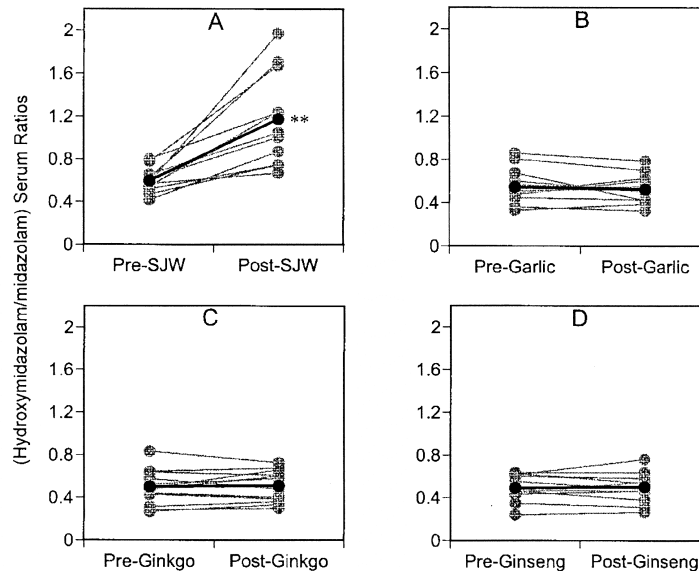 (Hydroxymidazolam/midazolam) Serum Ratios
A
2
1.6
1.2
0.8
0.4
0
**
Pre-SJW Post-SJW
B
2
1.6
1.2
0.8
0.4
0
Pre-Garlic Post-Garlic
C
2
1.6
1.2
0.8
0.4
0
Pre-Ginkgo Post-Ginkgo
D
2
1.6
1.2
0.8
0.4
0
Pre-Ginseng Post-Ginseng